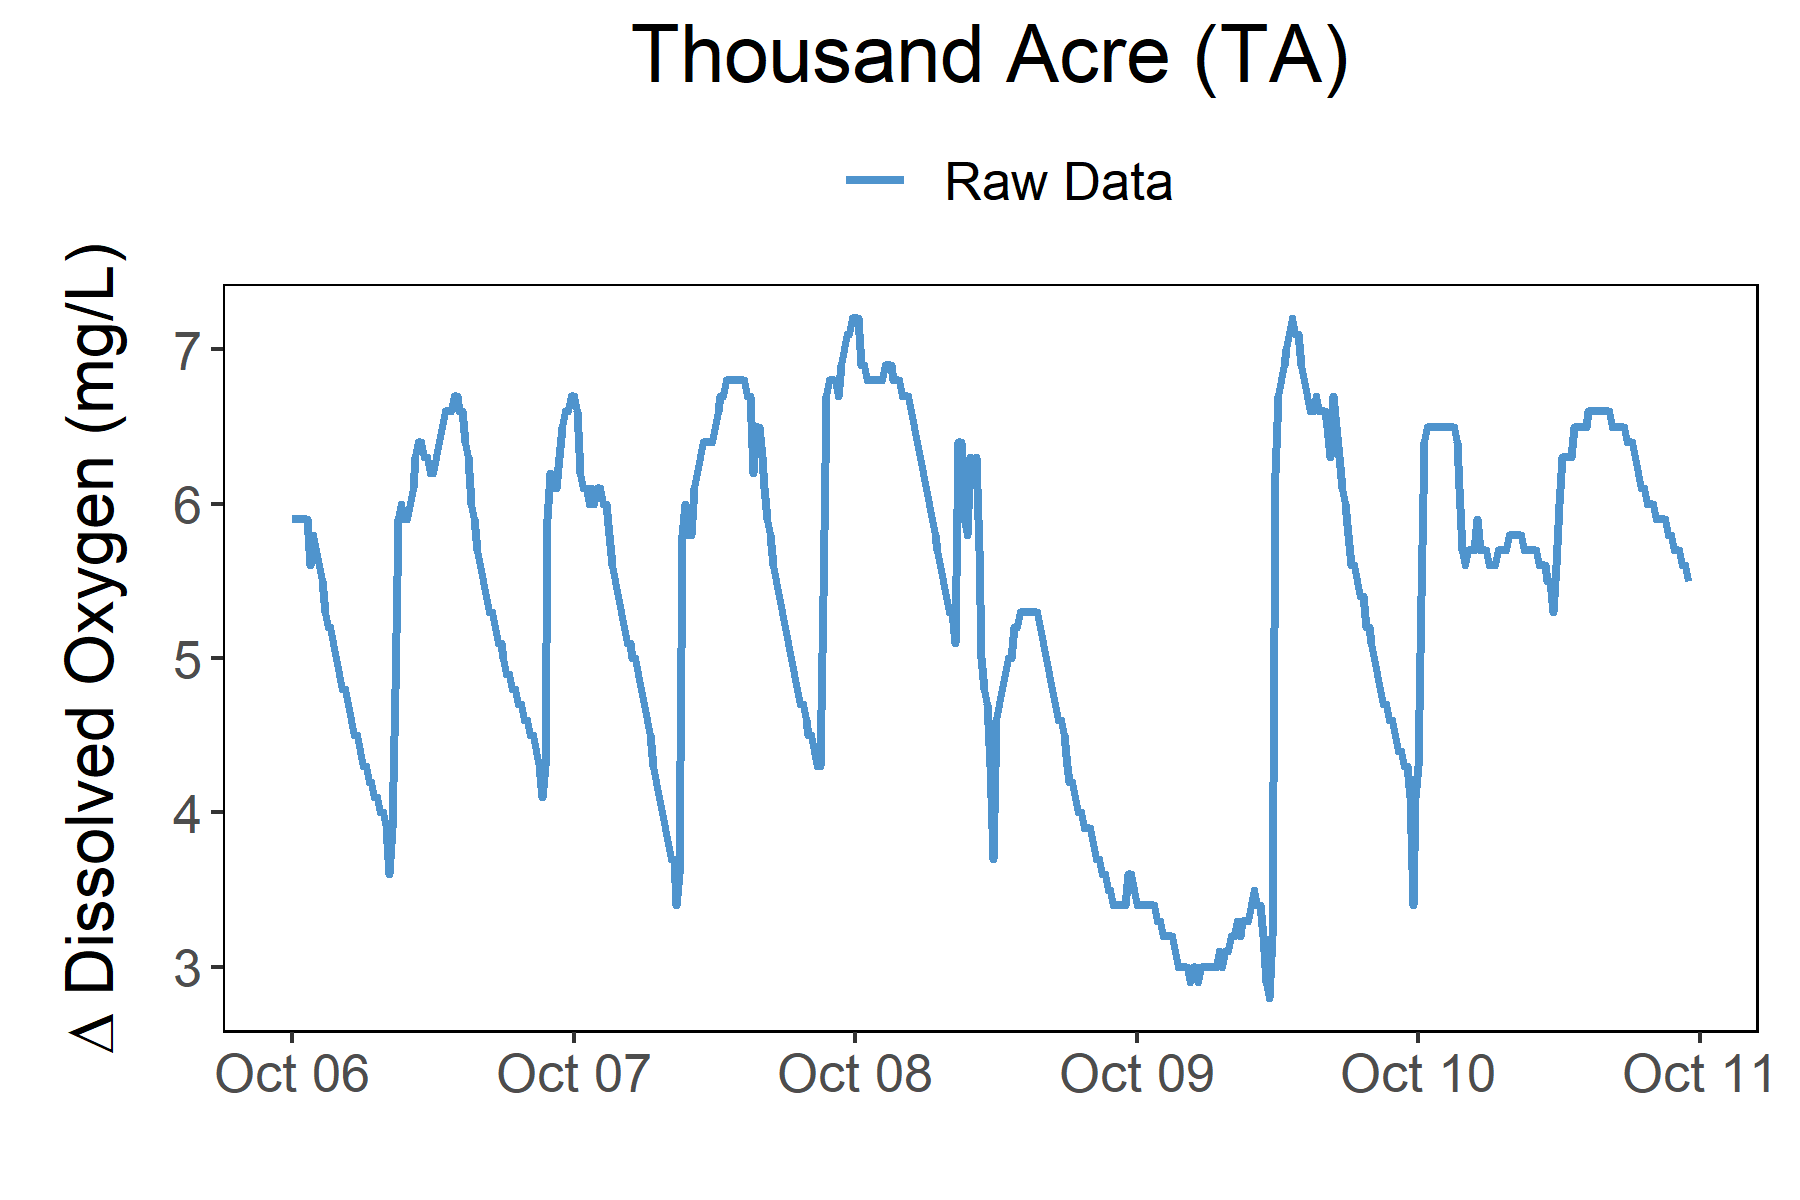 Thousand Acre (TA)
Raw Data
Δ Dissolved Oxygen (mg/L)
7
6
5
4
3
Oct 06 Oct 07 Oct 08 Oct 09 Oct 10 Oct 11